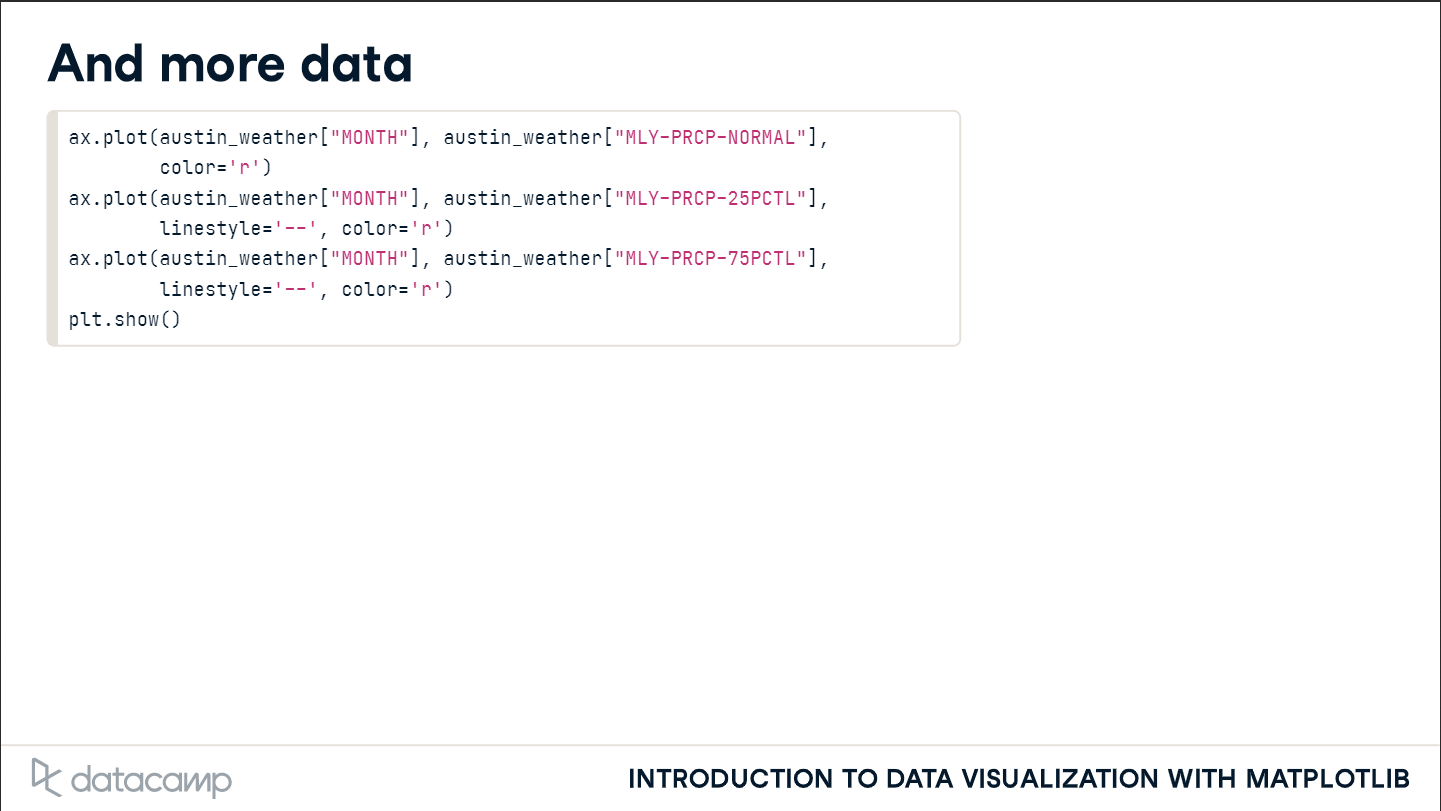 And more data
ax.plot(austin_weather["MONTH"], austin_weather["MLY-PRCP-NORMAL"],
color='r')
ax.plot(austin_weather["MONTH"], austin_weather["MLY-PRCP-25PCTL"],
linestyle='--', color='r')
ax.plot(austin_weather["MONTH"], austin_weather["MLY-PRCP-75PCTL"],
linestyle='--', color='r')
plt.show()
datacamp
INTRODUCTION TO DATA VISUALIZATION WITH MATPLOTLIB